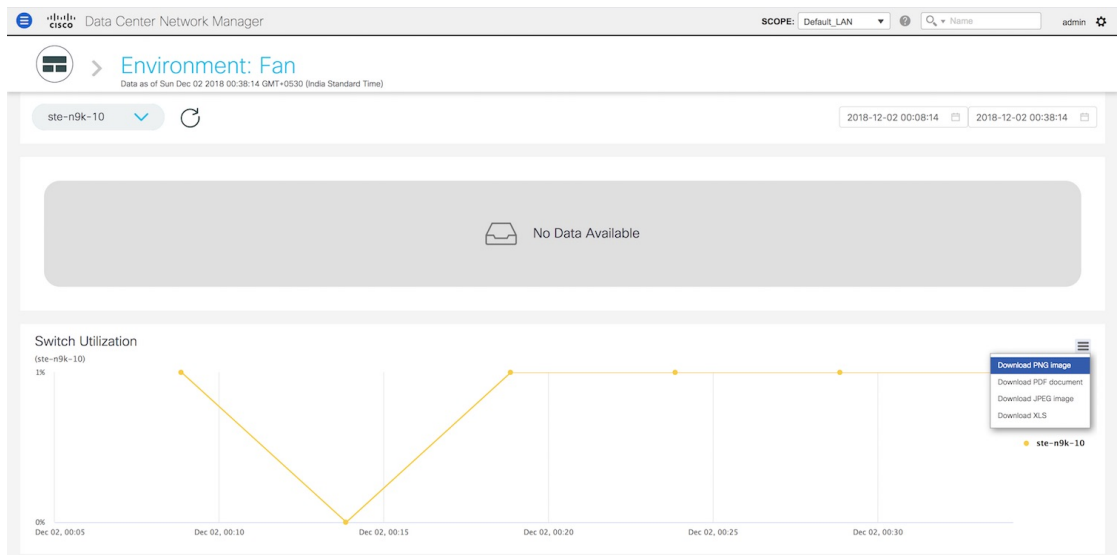 cisco Data Center Network Manager SCOPE: Default_LAN ? Name admin
Environment: Fan
Data as of Sun Dec 02 2018 00:38:14 GMT+0530 (India Standard Time)
ste-n9k-10 2018-12-02 00:08:14 2018-12-02 00:38:14
No Data Available
Switch Utilization
(ste-n9k-10)
1%
Download PNG image
Download PDF document
Download JPEG image
Download XLS
ste-n9k-10
0%
Dec 02, 00:05 Dec 02, 00:10 Dec 02, 00:15 Dec 02, 00:20 Dec 02, 00:25 Dec 02, 00:30